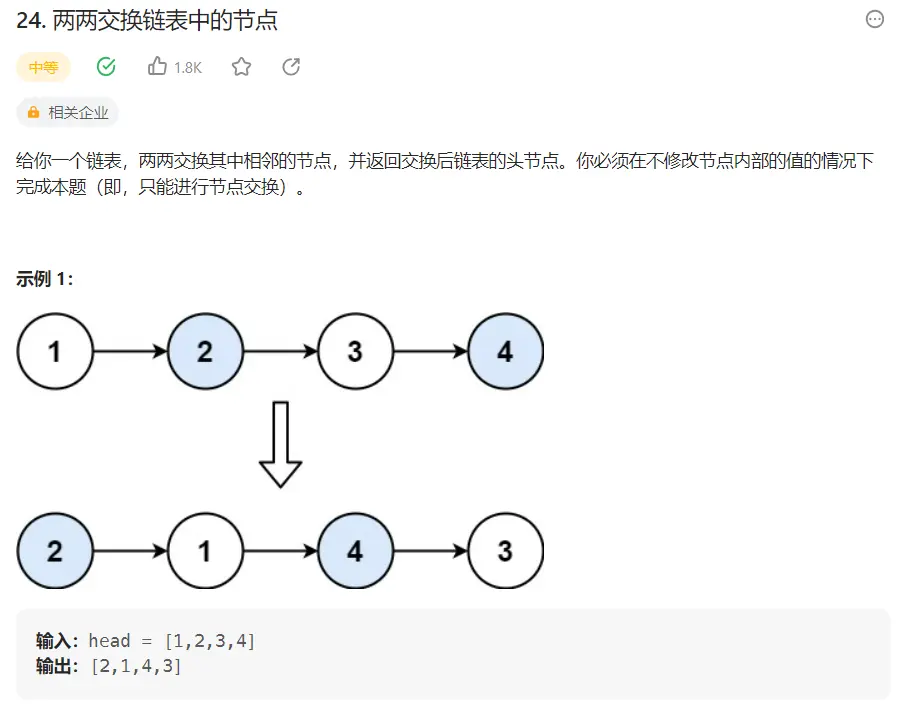 24. 两两交换链表中的节点
中等
1.8K
相关企业
给你一个链表，两两交换其中相邻的节点，并返回交换后链表的头节点。你必须在不修改节点内部的值的情况下
完成本题（即，只能进行节点交换）。
示例 1：
1 2 3 4
2 1 4 3
输入：head = [1,2,3,4]
输出：[2,1,4,3]